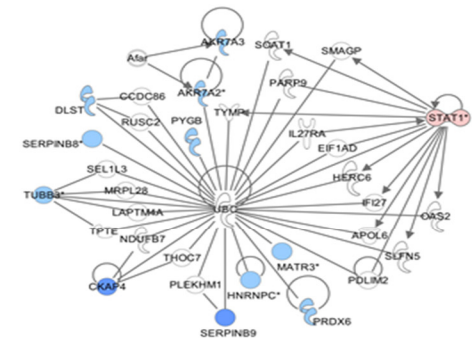 AKR7A3
SOAT1
SMAGP
Afar
PARP9
AKR7A2*
CCDC86
DLST
TYMP
STAT1*
RUSC2
PYGB
IL27RA
SERPINB8*
EIF1AD
SEL1L3
HERC6
TUBB3*
MRPL28
IFI27
LAPTM4A
UBC
OAS2
TPTE
NDUFB7
APOL6
SLFN5
THOC7
MATR3*
CKAP4
PLEKHM1
HNRNPC*
PDLIM2
PRDX6
SERPINB9